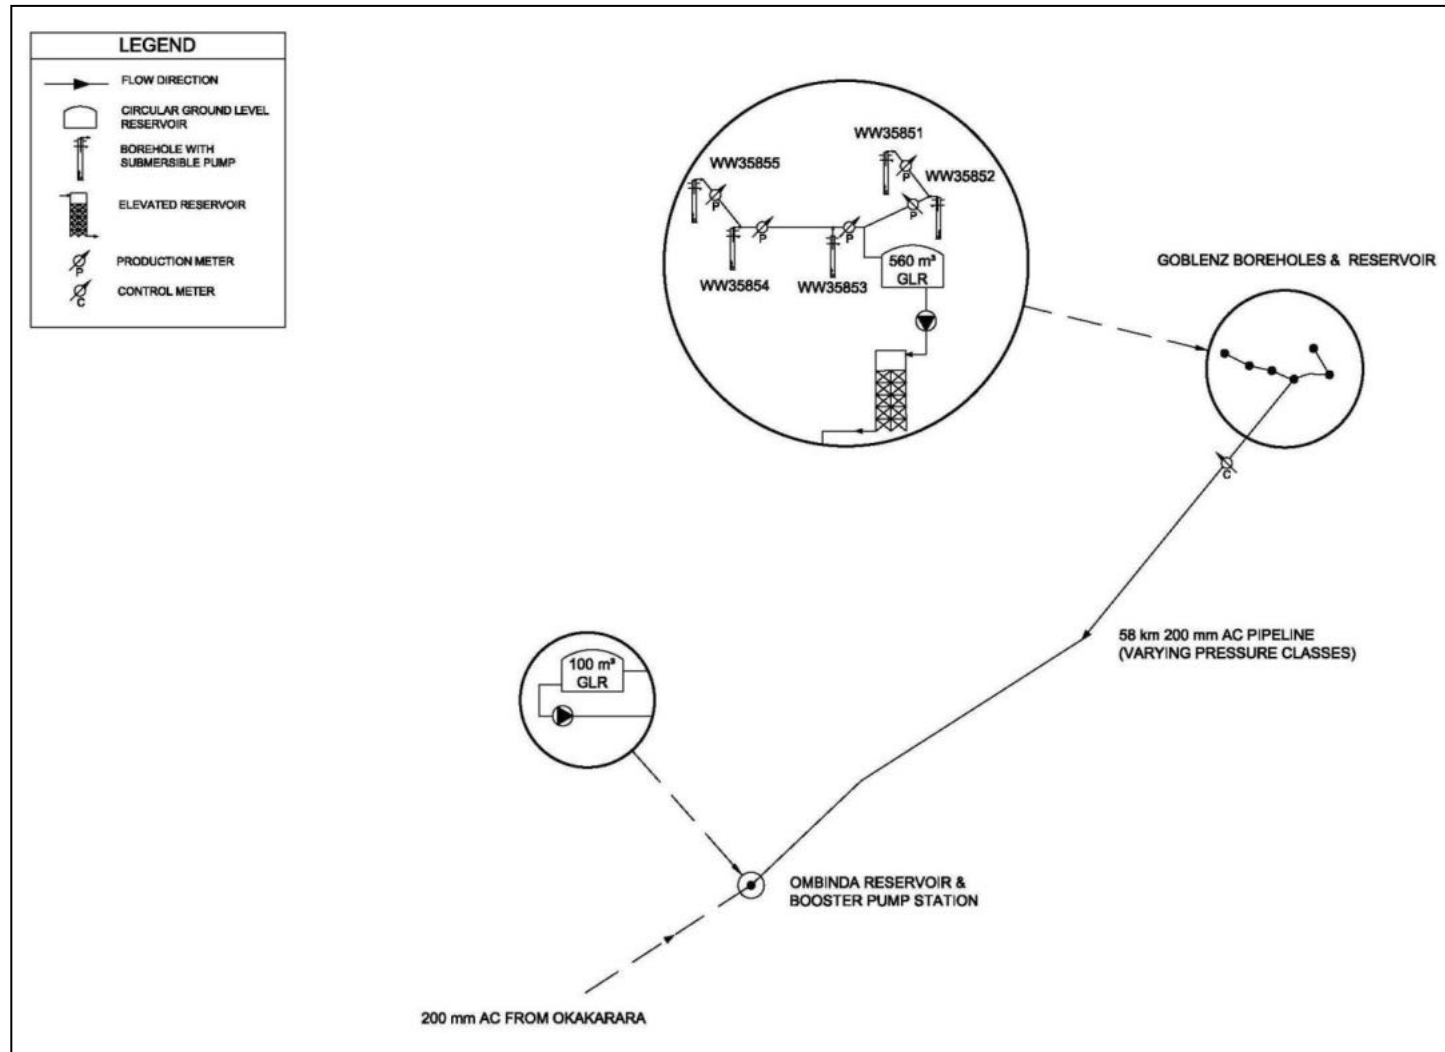 LEGEND
FLOW DIRECTION
CIRCULAR GROUND LEVEL
RESERVOIR
BOREHOLE WITH
SUBMERSIBLE PUMP
ELEVATED RESERVOIR
P
PRODUCTION METER
C
CONTROL METER
WW35851
WW35855
P
WW35852
P
P
P
P
WW35854
WW35853
560 m³
GLR
GOBLENZ BOREHOLES & RESERVOIR
C
58 km 200 mm AC PIPELINE
(VARYING PRESSURE CLASSES)
100 m³
GLR
OMBINDA RESERVOIR &
BOOSTER PUMP STATION
200 mm AC FROM OKAKARARA